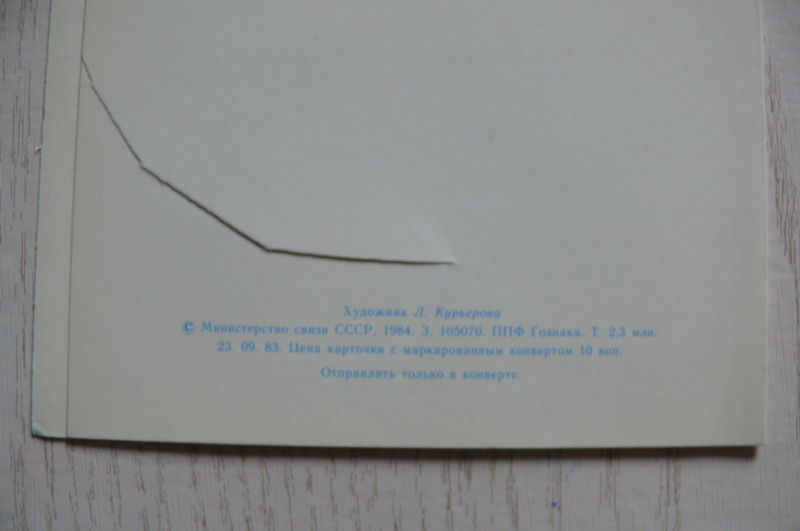 Художник Л. Курьерова
© Министерство связи СССР, 1984. З. 105070. ППФ Гознака. Т. 2,3 млн.
23. 09. 83. Цена карточки с маркированным конвертом 10 коп.
Отправлять только в конверте.